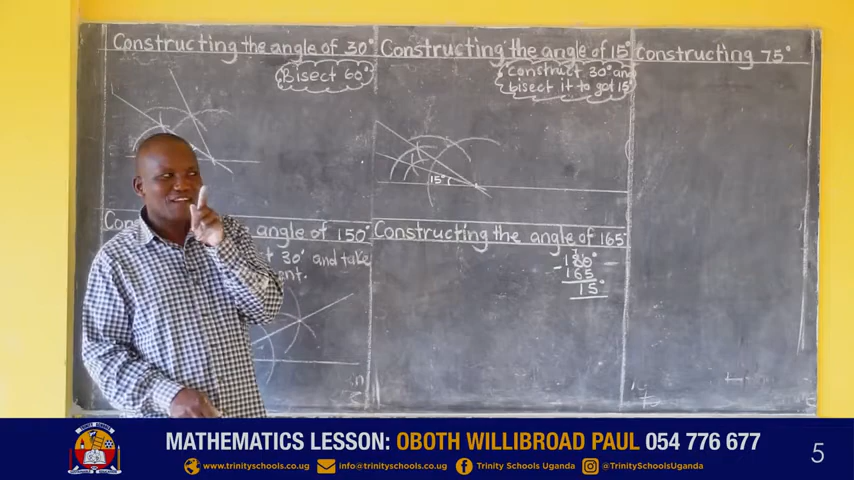 Constructing the angle of 30°
Bisect 60°
Constructing the angle of 15°
Construct 30° and
bisect it to got 15°
15°
Constructing 75°
angle of 150°
30° and take
Constructing the angle of 165°
180°
- 165
15°
MATHEMATICS LESSON: OBOTH WILLIBROAD PAUL 054 776 677
www.trinityschools.co.ug info@trinityschools.co.ug Trinity Schools Uganda @TrinitySchoolsUganda
5